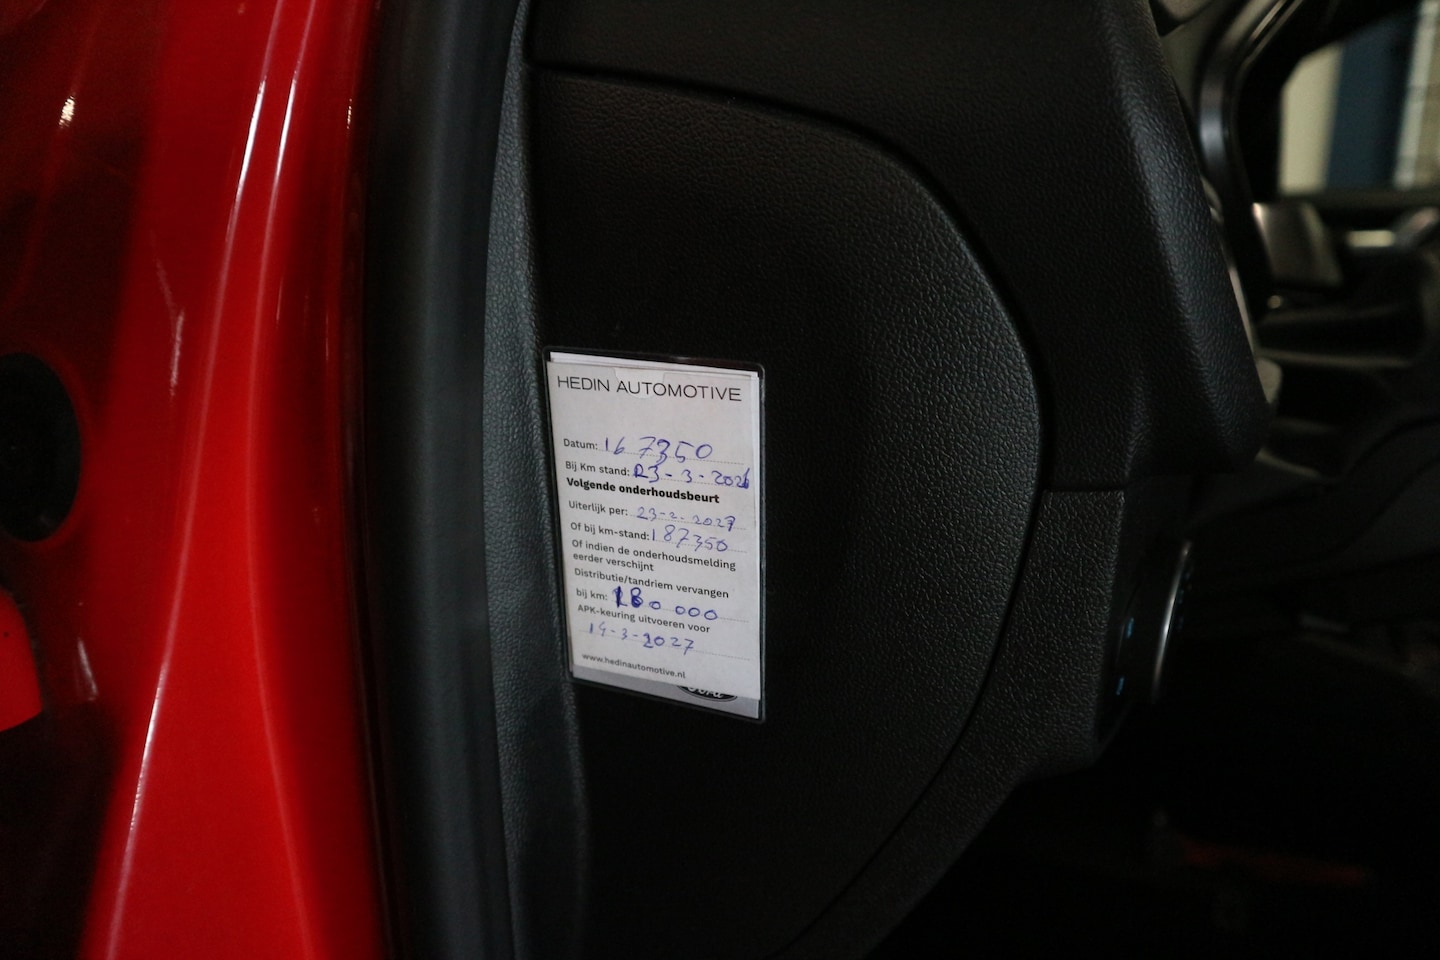 HEDIN AUTOMOTIVE
Datum: 167350
Bij Km stand: 23-3-2026
Volgende onderhoudsbeurt
Uiterlijk per: 23-2-2027
Of bij km-stand: 187350
Of indien de onderhoudsmelding
eerder verschijnt
Distributie/tandriem vervangen
bij km: 180 000
APK-keuring uitvoeren voor
14-3-2027
www.hedinautomotive.nl
Ford